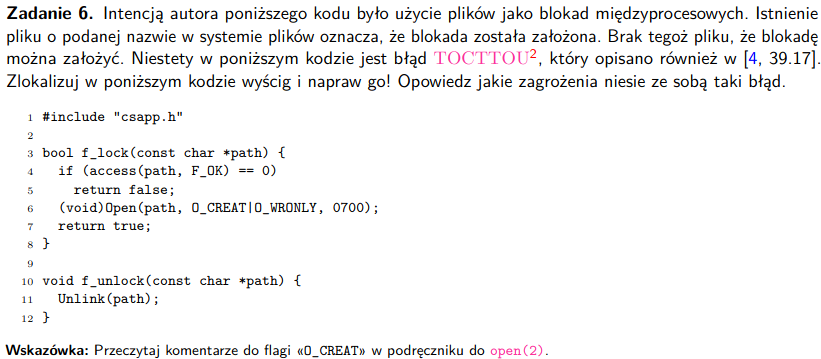 Zadanie 6. Intencją autora poniższego kodu było użycie plików jako blokad międzyprocesowych. Istnienie
pliku o podanej nazwie w systemie plików oznacza, że blokada została założona. Brak tegoż pliku, że blokadę
można założyć. Niestety w poniższym kodzie jest błąd TOCTTOU², który opisano również w [4, 39.17].
Zlokalizuj w poniższym kodzie wyścig i napraw go! Opowiedz jakie zagrożenia niesie ze sobą taki błąd.
1 #include "csapp.h"
2
3 bool f_lock(const char *path) {
4   if (access(path, F_OK) == 0)
5     return false;
6   (void)Open(path, O_CREAT|O_WRONLY, 0700);
7   return true;
8 }
9
10 void f_unlock(const char *path) {
11   Unlink(path);
12 }
Wskazówka: Przeczytaj komentarze do flagi «O_CREAT» w podręczniku do open(2).